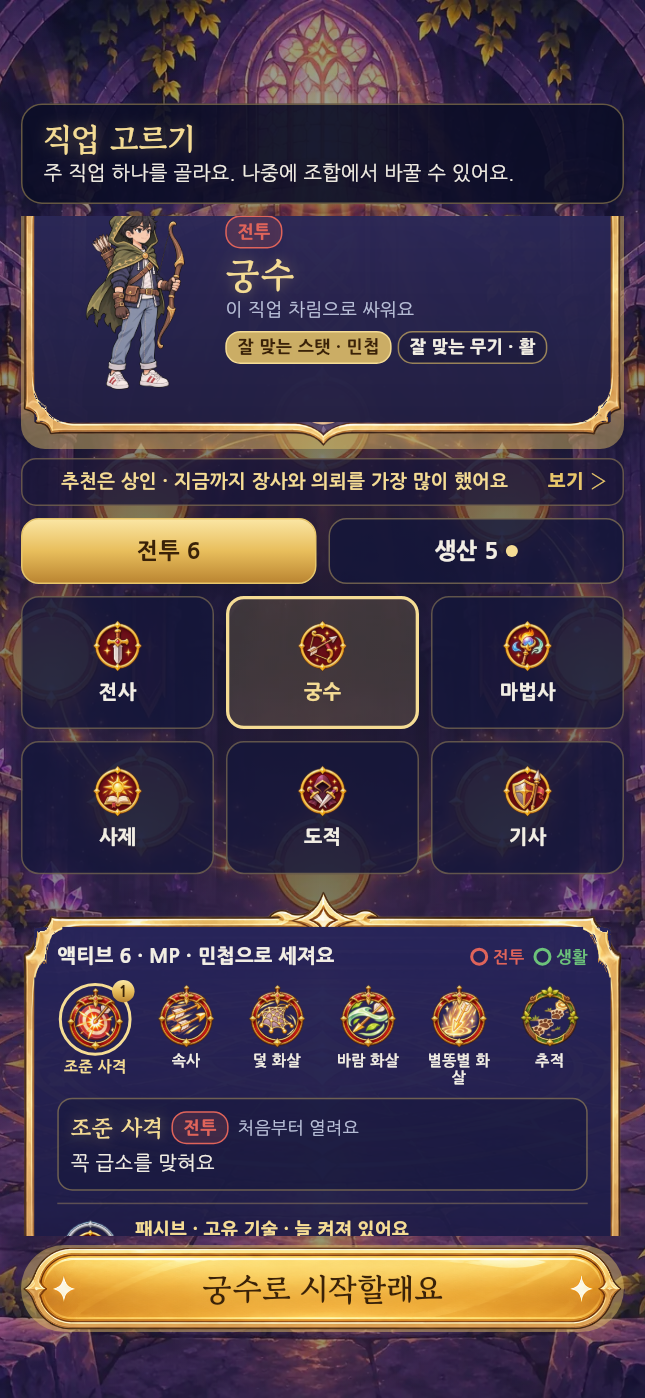 직업 고르기
주 직업 하나를 골라요. 나중에 조합에서 바꿀 수 있어요.
전투
궁수
이 직업 차림으로 싸워요
잘 맞는 스탯 · 민첩
잘 맞는 무기 · 활
추천은 상인 · 지금까지 장사와 의뢰를 가장 많이 했어요 보기 >
전투 6
생산 5
전사
궁수
마법사
사제
도적
기사
액티브 6 · MP · 민첩으로 세져요
전투
생활
1
조준 사격
속사
덫 화살
바람 화살
별똥별 화
살
추적
조준 사격 전투 처음부터 열려요
꼭 급소를 맞혀요
패시브 · 고유 기술 · 늘 켜져 있어요
궁수로 시작할래요